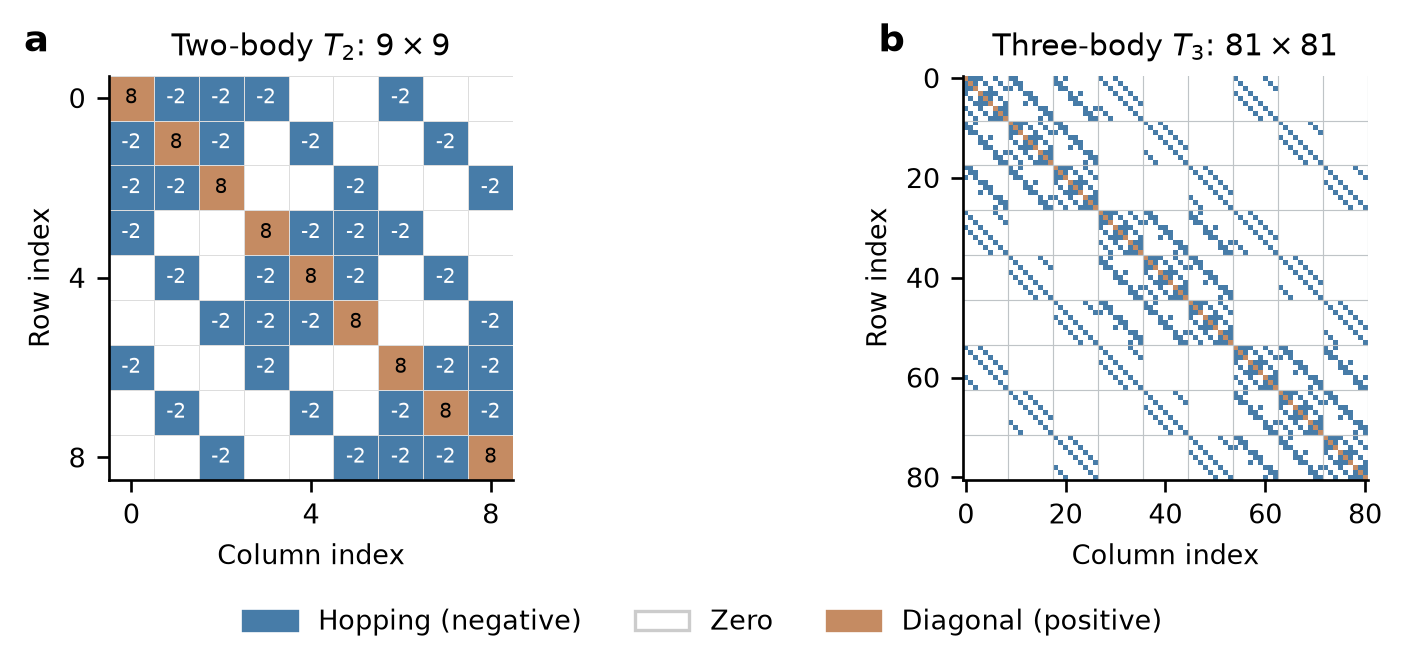 a
Two-body T₂: 9 × 9
0
8 -2 -2 -2 -2
-2 8 -2 -2 -2
-2 -2 8 -2 -2
-2 8 -2 -2 -2
4
-2 -2 8 -2 -2
-2 -2 -2 8 -2
-2 -2 8 -2 -2
-2 -2 -2 8 -2
8
-2 -2 -2 -2 8
0 4 8
Row index
Column index
b
Three-body T₃: 81 × 81
0
20
40
60
80
0 20 40 60 80
Row index
Column index
Hopping (negative)
Zero
Diagonal (positive)